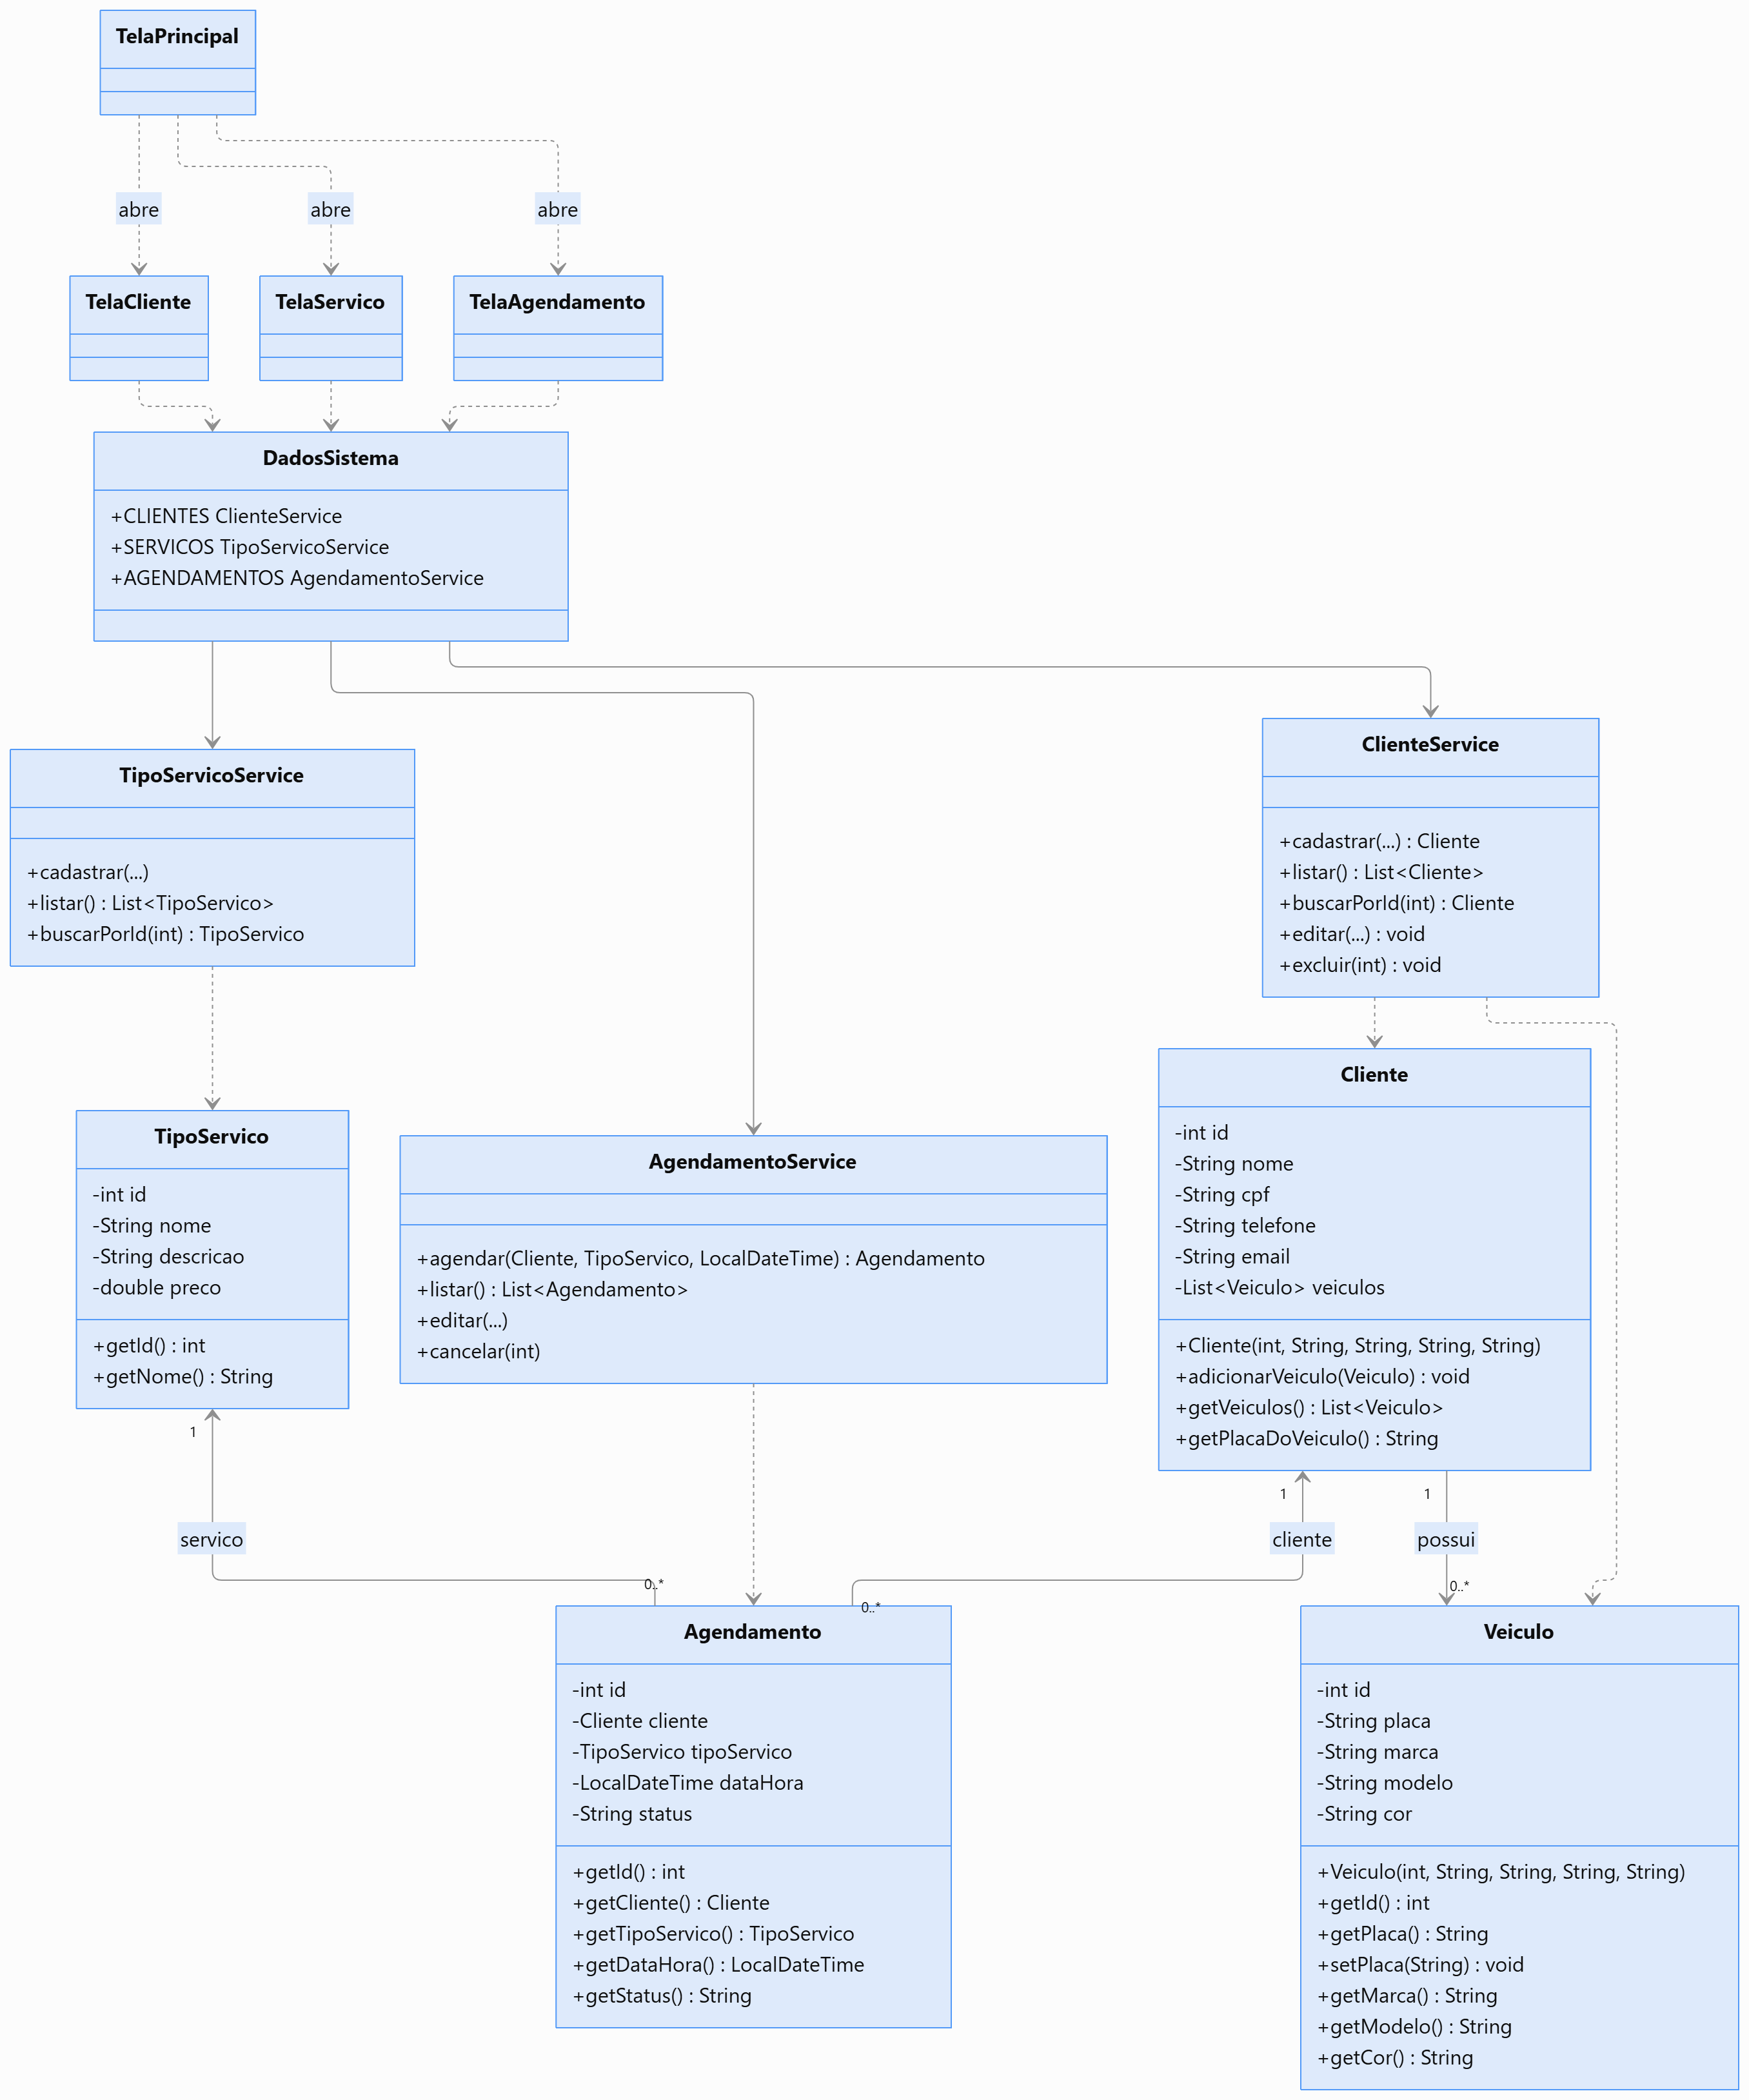 TelaPrincipal
abre
abre
abre
TelaCliente
TelaServico
TelaAgendamento
DadosSistema
+CLIENTES ClienteService
+SERVICOS TipoServicoService
+AGENDAMENTOS AgendamentoService
TipoServicoService
+cadastrar(...)
+listar() : List<TipoServico>
+buscarPorId(int) : TipoServico
ClienteService
+cadastrar(...) : Cliente
+listar() : List<Cliente>
+buscarPorId(int) : Cliente
+editar(...) : void
+excluir(int) : void
TipoServico
-int id
-String nome
-String descricao
-double preco
+getId() : int
+getNome() : String
AgendamentoService
+agendar(Cliente, TipoServico, LocalDateTime) : Agendamento
+listar() : List<Agendamento>
+editar(...)
+cancelar(int)
Cliente
-int id
-String nome
-String cpf
-String telefone
-String email
-List<Veiculo> veiculos
+Cliente(int, String, String, String, String)
+adicionarVeiculo(Veiculo) : void
+getVeiculos() : List<Veiculo>
+getPlacaDoVeiculo() : String
1
1
1
servico
cliente
possui
0..*
0..*
0..*
Agendamento
-int id
-Cliente cliente
-TipoServico tipoServico
-LocalDateTime dataHora
-String status
+getId() : int
+getCliente() : Cliente
+getTipoServico() : TipoServico
+getDataHora() : LocalDateTime
+getStatus() : String
Veiculo
-int id
-String placa
-String marca
-String modelo
-String cor
+Veiculo(int, String, String, String, String)
+getId() : int
+getPlaca() : String
+setPlaca(String) : void
+getMarca() : String
+getModelo() : String
+getCor() : String